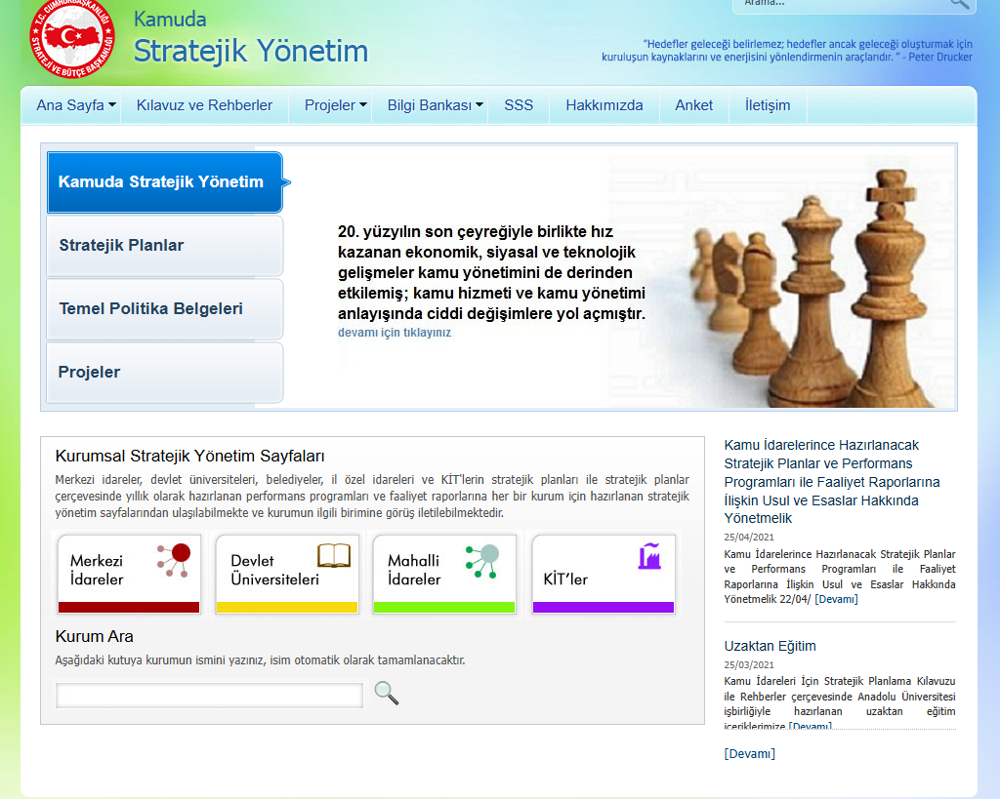 Arama...
T.C. CUMHURBAŞKANLIĞI
STRATEJİ VE BÜTÇE BAŞKANLIĞI
Kamuda
Stratejik Yönetim
"Hedefler geleceği belirlemez; hedefler ancak geleceği oluşturmak için
kuruluşun kaynaklarını ve enerjisini yönlendirmenin araçlarıdır. " - Peter Drucker
Ana Sayfa Kılavuz ve Rehberler Projeler Bilgi Bankası SSS Hakkımızda Anket İletişim
Kamuda Stratejik Yönetim
Stratejik Planlar
Temel Politika Belgeleri
Projeler
20. yüzyılın son çeyreğiyle birlikte hız
kazanan ekonomik, siyasal ve teknolojik
gelişmeler kamu yönetimini de derinden
etkilemiş; kamu hizmeti ve kamu yönetimi
anlayışında ciddi değişimlere yol açmıştır.
devamı için tıklayınız
Kurumsal Stratejik Yönetim Sayfaları
Merkezi idareler, devlet üniversiteleri, belediyeler, il özel idareleri ve KİT'lerin stratejik planları ile stratejik planlar
çerçevesinde yıllık olarak hazırlanan performans programları ve faaliyet raporlarına her bir kurum için hazırlanan stratejik
yönetim sayfalarından ulaşılabilmekte ve kurumun ilgili birimine görüş iletilebilmektedir.
Merkezi
İdareler
Devlet
Üniversiteleri
Mahalli
İdareler
KİT'ler
Kurum Ara
Aşağıdaki kutuya kurumun ismini yazınız, isim otomatik olarak tamamlanacaktır.
Kamu İdarelerince Hazırlanacak
Stratejik Planlar ve Performans
Programları ile Faaliyet Raporlarına
İlişkin Usul ve Esaslar Hakkında
Yönetmelik
25/04/2021
Kamu İdarelerince Hazırlanacak Stratejik Planlar
ve Performans Programları ile Faaliyet
Raporlarına İlişkin Usul ve Esaslar Hakkında
Yönetmelik 22/04/ [Devamı]
Uzaktan Eğitim
25/03/2021
Kamu İdareleri İçin Stratejik Planlama Kılavuzu
ile Rehberler çerçevesinde Anadolu Üniversitesi
işbirliğiyle hazırlanan uzaktan eğitim
içeriklerimize [Devamı]
[Devamı]